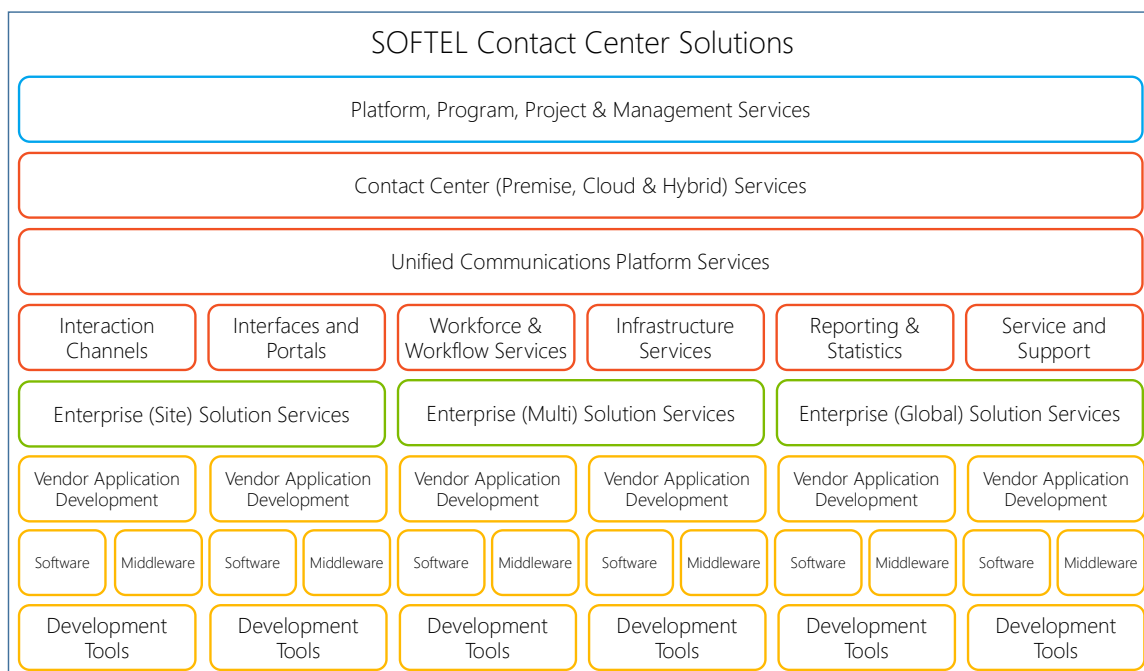 SOFTEL Contact Center Solutions
Platform, Program, Project & Management Services
Contact Center (Premise, Cloud & Hybrid) Services
Unified Communications Platform Services
Interaction
Channels
Interfaces and
Portals
Workforce &
Workflow Services
Infrastructure
Services
Reporting &
Statistics
Service and
Support
Enterprise (Site) Solution Services
Enterprise (Multi) Solution Services
Enterprise (Global) Solution Services
Vendor Application
Development
Vendor Application
Development
Vendor Application
Development
Vendor Application
Development
Vendor Application
Development
Vendor Application
Development
Software
Middleware
Software
Middleware
Software
Middleware
Software
Middleware
Software
Middleware
Software
Middleware
Development
Tools
Development
Tools
Development
Tools
Development
Tools
Development
Tools
Development
Tools